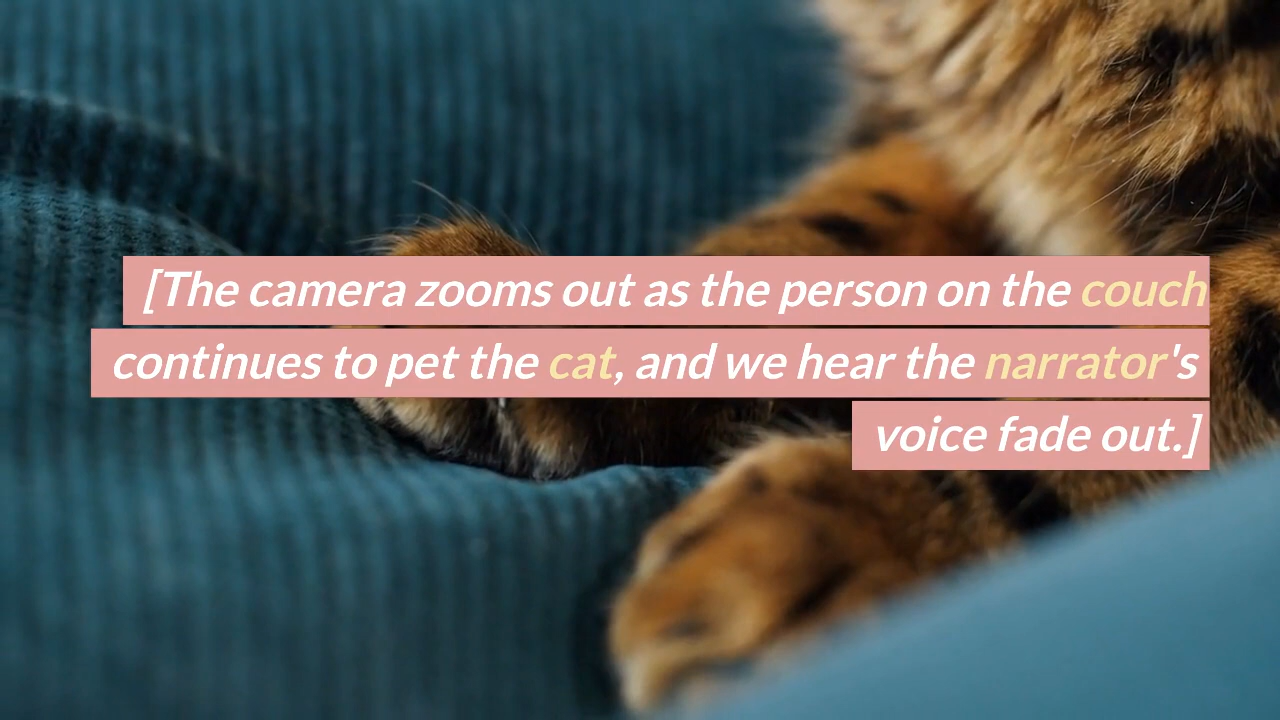 [The camera zooms out as the person on the couch
continues to pet the cat, and we hear the narrator's
voice fade out.]